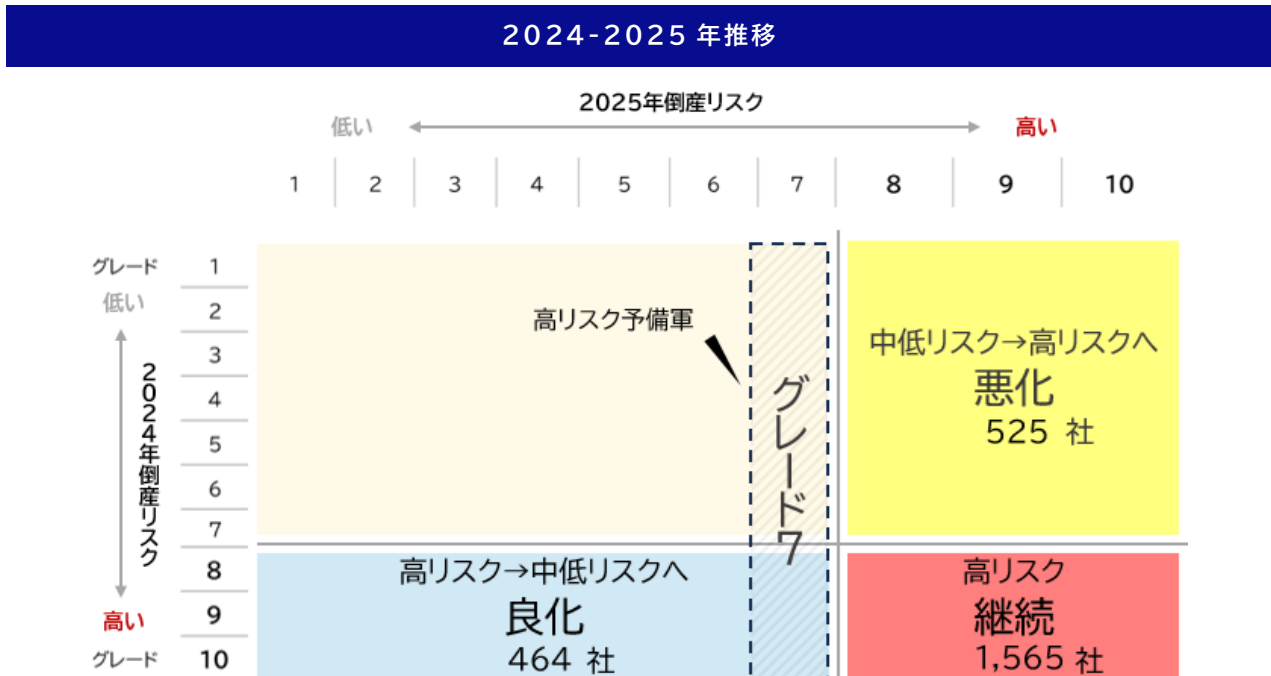 2024-2025 年推移
2025年倒産リスク
低い
高い
1 2 3 4 5 6 7 8 9 10
グレード 1
低い
2
3
4
5
6
7
8
9
高い
グレード 10
2024年倒産リスク
高リスク予備軍
グレード7
中低リスク→高リスクへ
悪化
525 社
高リスク→中低リスクへ
良化
464 社
高リスク
継続
1,565 社